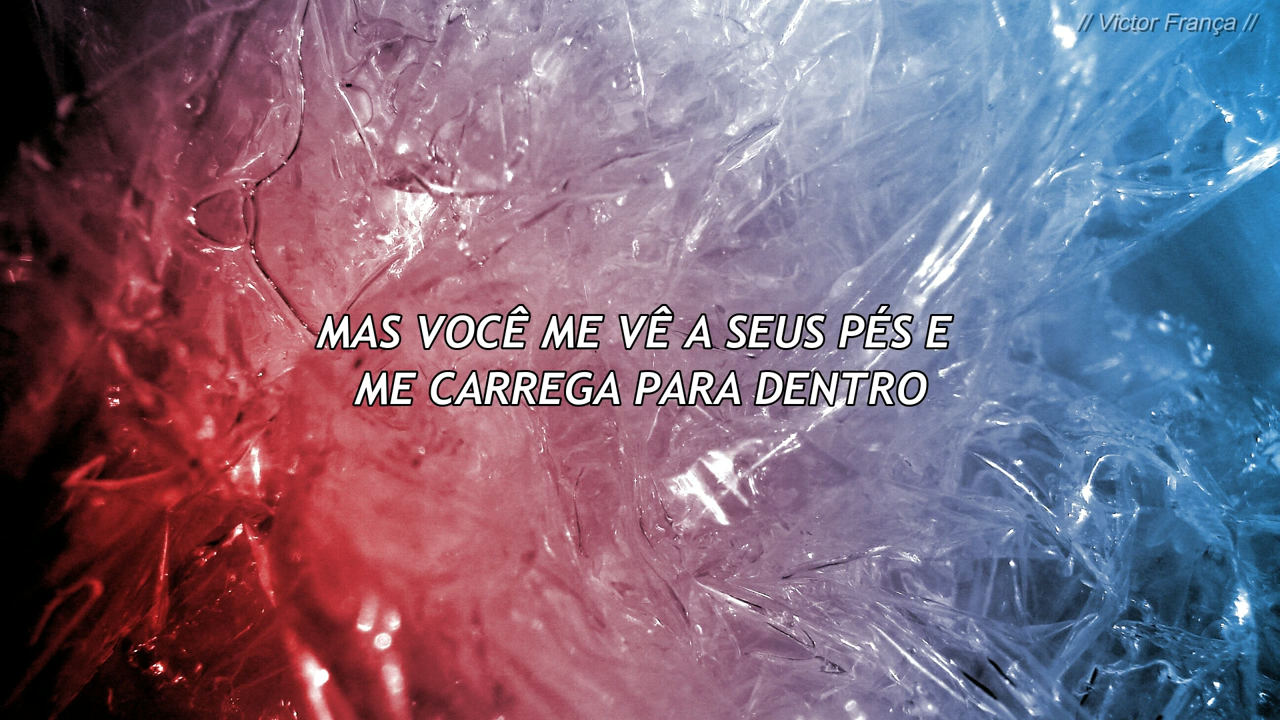 // Victor França //
MAS VOCÊ ME VÊ A SEUS PÉS E
ME CARREGA PARA DENTRO